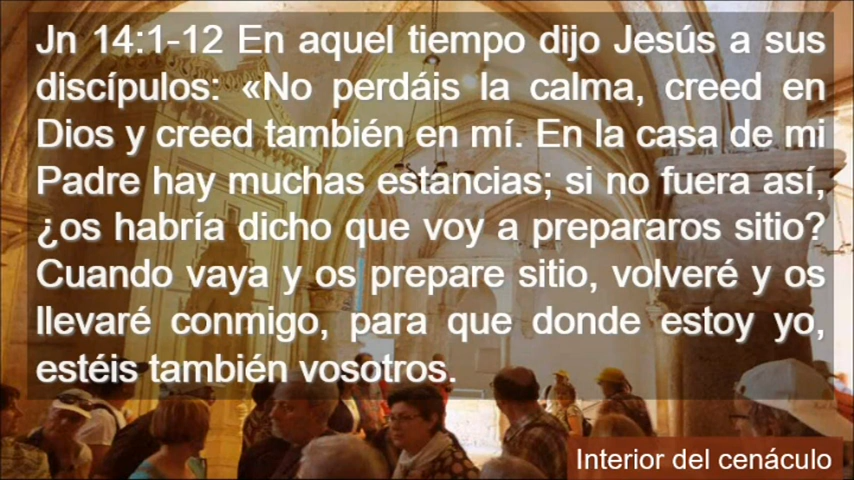 Jn 14:1-12 En aquel tiempo dijo Jesús a sus
discípulos: «No perdáis la calma, creed en
Dios y creed también en mí. En la casa de mi
Padre hay muchas estancias; si no fuera así,
¿os habría dicho que voy a prepararos sitio?
Cuando vaya y os prepare sitio, volveré y os
llevaré conmigo, para que donde estoy yo,
estéis también vosotros.
Interior del cenáculo